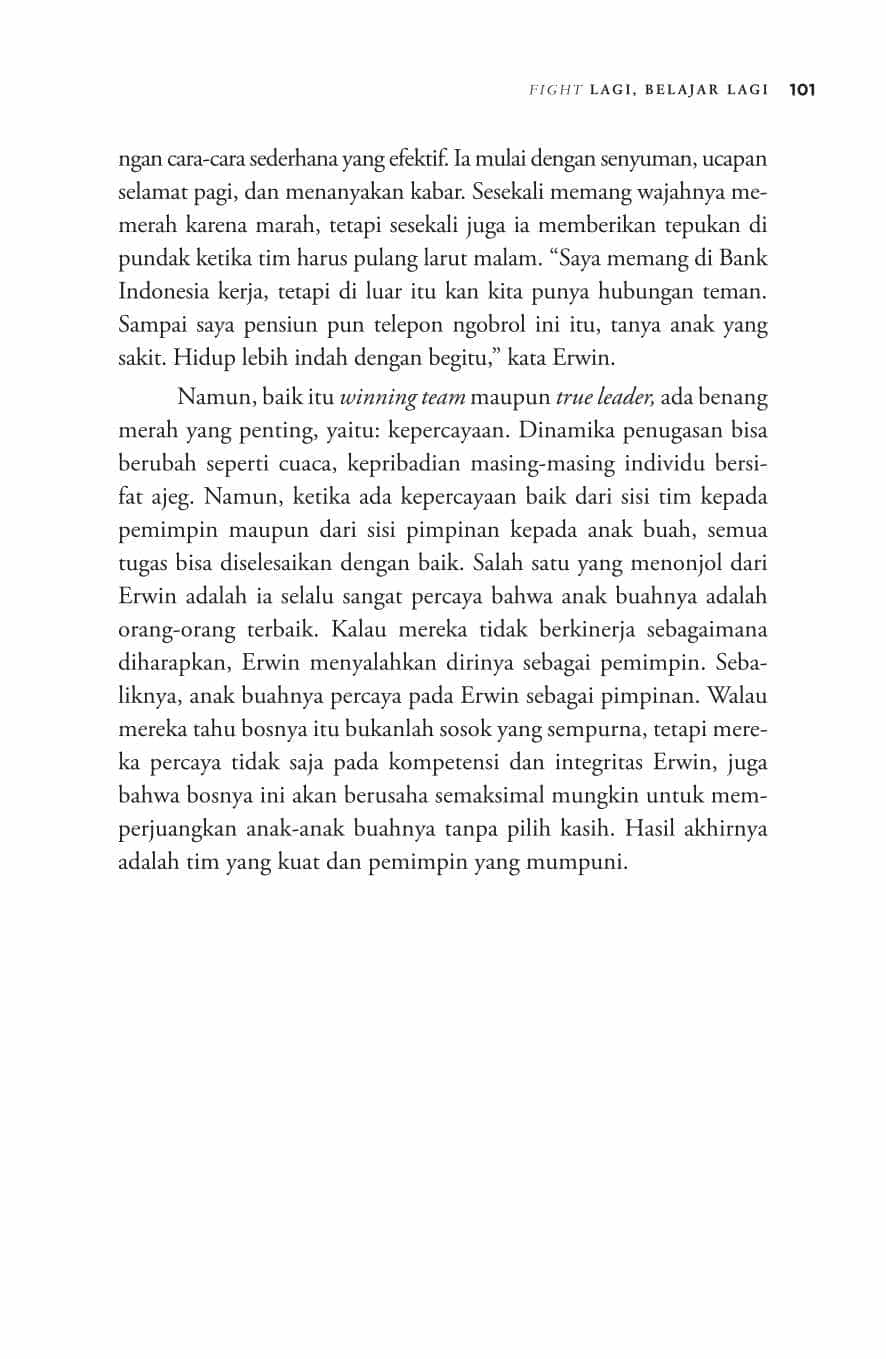 FIGHT LAGI, BELAJAR LAGI 101
ngan cara-cara sederhana yang efektif. Ia mulai dengan senyuman, ucapan
selamat pagi, dan menanyakan kabar. Sesekali memang wajahnya me-
merah karena marah, tetapi sesekali juga ia memberikan tepukan di
pundak ketika tim harus pulang larut malam. “Saya memang di Bank
Indonesia kerja, tetapi di luar itu kan kita punya hubungan teman.
Sampai saya pensiun pun telepon ngobrol ini itu, tanya anak yang
sakit. Hidup lebih indah dengan begitu,” kata Erwin.
Namun, baik itu winning team maupun true leader, ada benang
merah yang penting, yaitu: kepercayaan. Dinamika penugasan bisa
berubah seperti cuaca, kepribadian masing-masing individu bersi-
fat ajeg. Namun, ketika ada kepercayaan baik dari sisi tim kepada
pemimpin maupun dari sisi pimpinan kepada anak buah, semua
tugas bisa diselesaikan dengan baik. Salah satu yang menonjol dari
Erwin adalah ia selalu sangat percaya bahwa anak buahnya adalah
orang-orang terbaik. Kalau mereka tidak berkinerja sebagaimana
diharapkan, Erwin menyalahkan dirinya sebagai pemimpin. Seba-
liknya, anak buahnya percaya pada Erwin sebagai pimpinan. Walau
mereka tahu bosnya itu bukanlah sosok yang sempurna, tetapi mere-
ka percaya tidak saja pada kompetensi dan integritas Erwin, juga
bahwa bosnya ini akan berusaha semaksimal mungkin untuk mem-
perjuangkan anak-anak buahnya tanpa pilih kasih. Hasil akhirnya
adalah tim yang kuat dan pemimpin yang mumpuni.